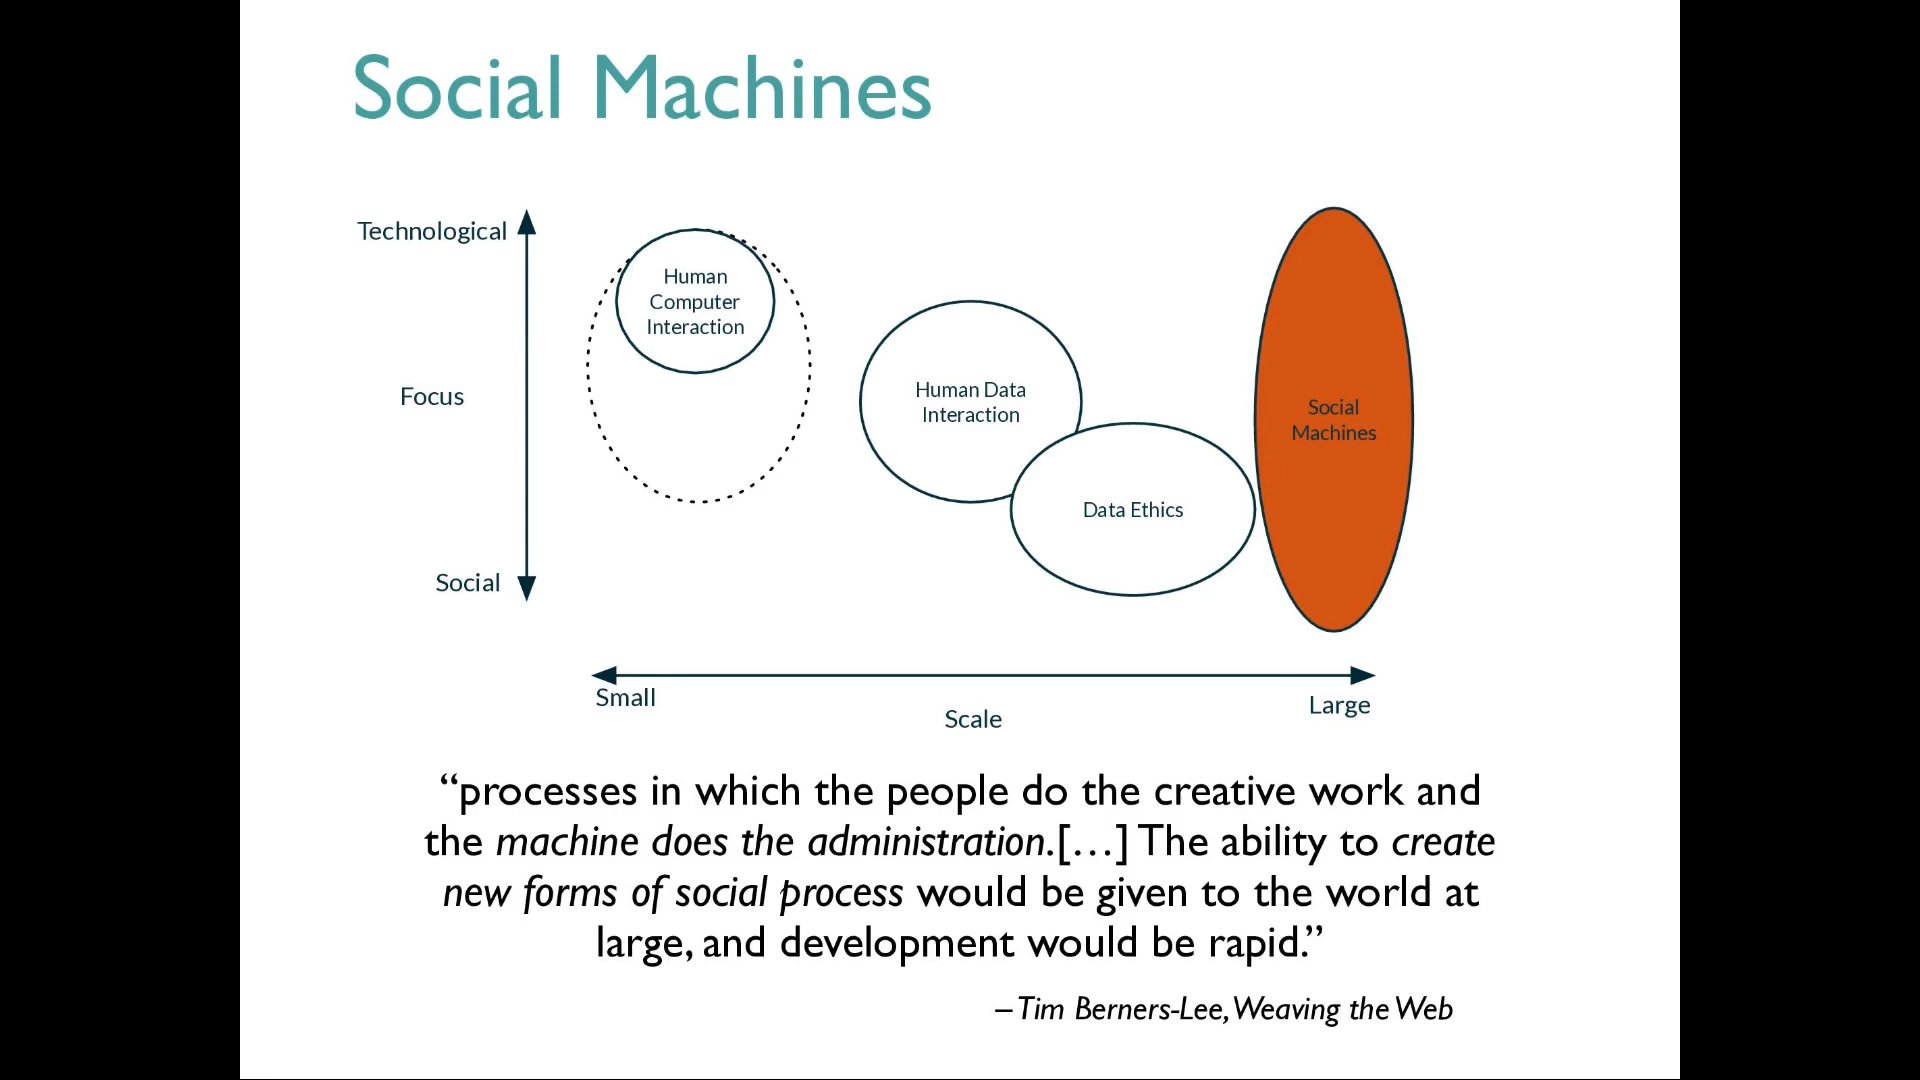 Social Machines
Technological
Focus
Social
Human
Computer
Interaction
Human Data
Interaction
Data Ethics
Social
Machines
Small
Scale
Large
“processes in which the people do the creative work and
the machine does the administration.[…] The ability to create
new forms of social process would be given to the world at
large, and development would be rapid.”
– Tim Berners-Lee, Weaving the Web